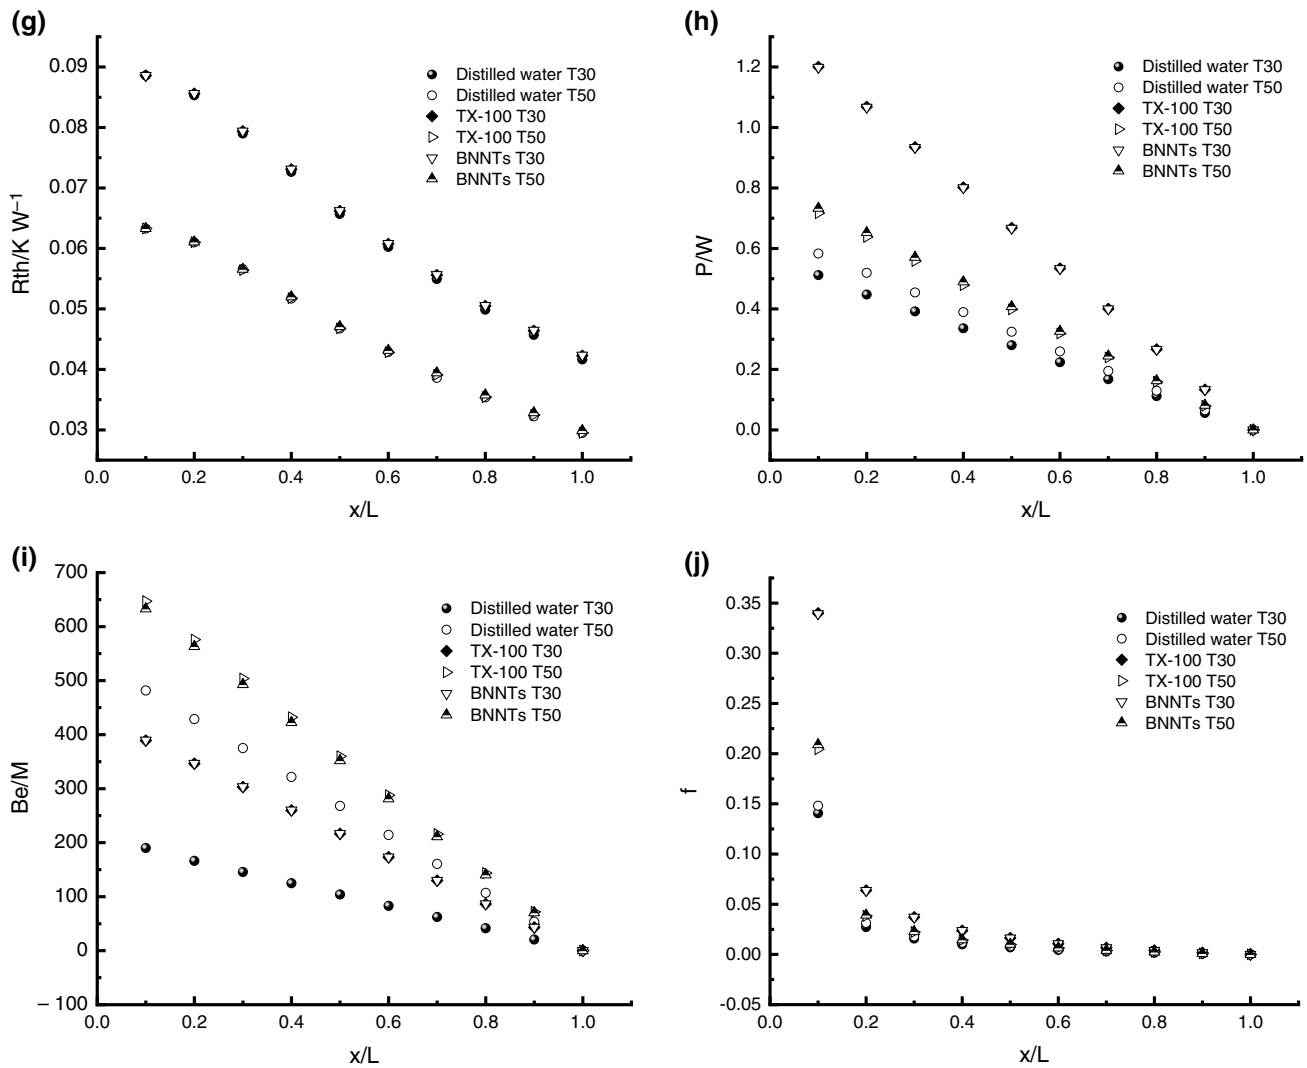 (g)
0.09
0.08
0.07
0.06
0.05
0.04
0.03
Rth/K W⁻¹
0.0 0.2 0.4 0.6 0.8 1.0
x/L
Distilled water T30
Distilled water T50
TX-100 T30
TX-100 T50
BNNTs T30
BNNTs T50
(h)
1.2
1.0
0.8
0.6
0.4
0.2
0.0
P/W
0.0 0.2 0.4 0.6 0.8 1.0
x/L
Distilled water T30
Distilled water T50
TX-100 T30
TX-100 T50
BNNTs T30
BNNTs T50
(i)
700
600
500
400
300
200
100
0
– 100
Be/M
0.0 0.2 0.4 0.6 0.8 1.0
x/L
Distilled water T30
Distilled water T50
TX-100 T30
TX-100 T50
BNNTs T30
BNNTs T50
(j)
0.35
0.30
0.25
0.20
0.15
0.10
0.05
0.00
-0.05
f
0.0 0.2 0.4 0.6 0.8 1.0
x/L
Distilled water T30
Distilled water T50
TX-100 T30
TX-100 T50
BNNTs T30
BNNTs T50